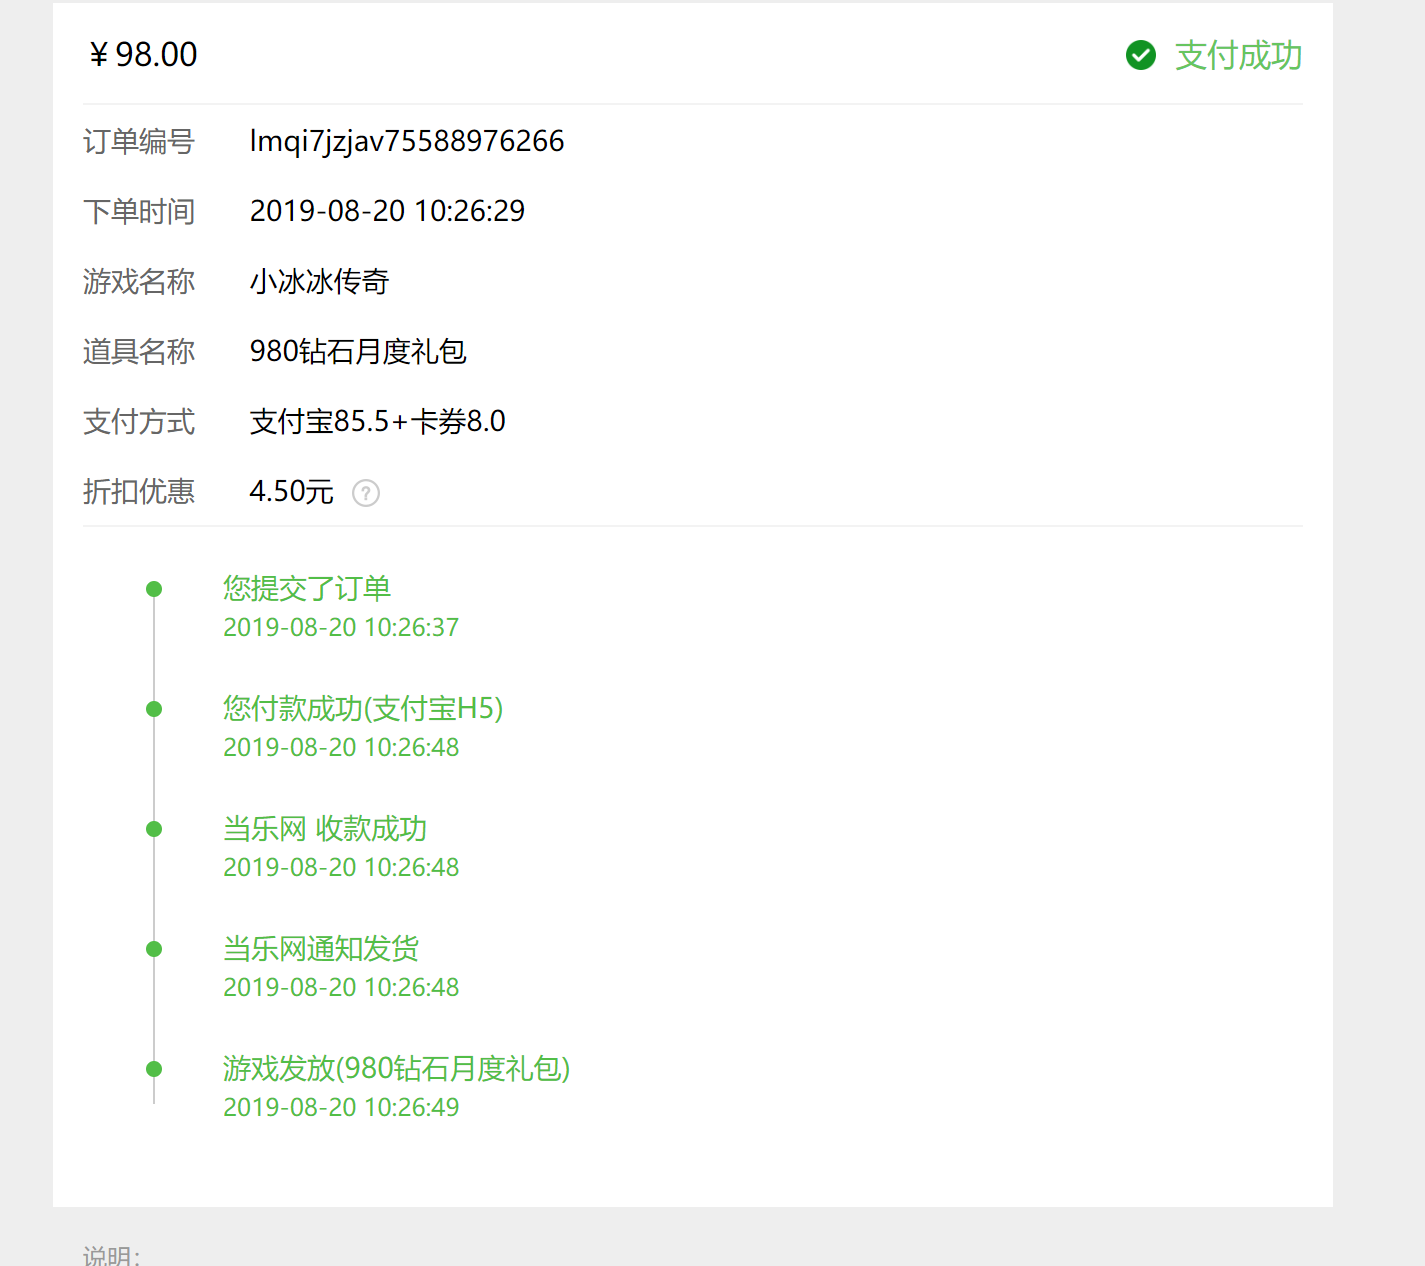 ￥98.00 支付成功
订单编号 lmqi7jzjav75588976266
下单时间 2019-08-20 10:26:29
游戏名称 小冰冰传奇
道具名称 980钻石月度礼包
支付方式 支付宝85.5+卡券8.0
折扣优惠 4.50元 ?
您提交了订单
2019-08-20 10:26:37
您付款成功(支付宝H5)
2019-08-20 10:26:48
当乐网 收款成功
2019-08-20 10:26:48
当乐网通知发货
2019-08-20 10:26:48
游戏发放(980钻石月度礼包)
2019-08-20 10:26:49
说明：